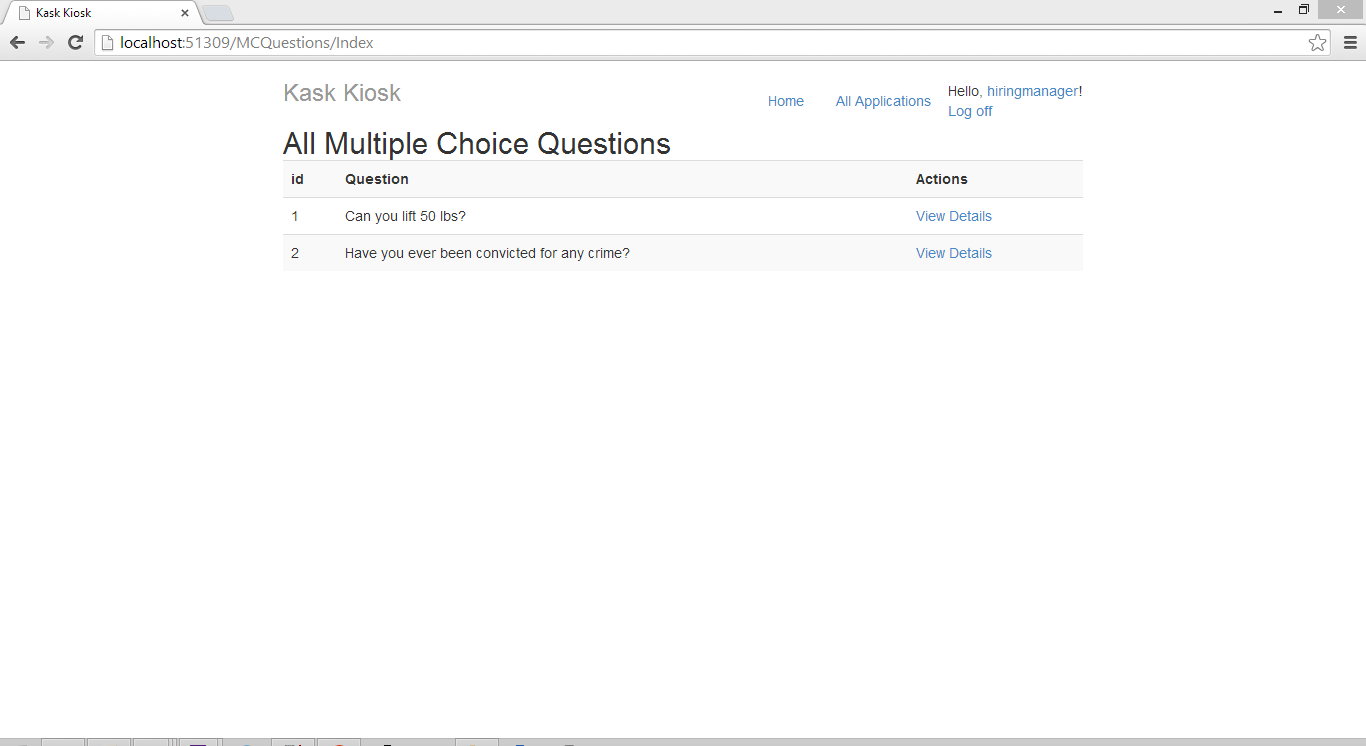 Kask Kiosk
localhost:51309/MCQuestions/Index
Kask Kiosk
Home All Applications Hello, hiringmanager!
Log off
All Multiple Choice Questions
id Question Actions
1 Can you lift 50 lbs? View Details
2 Have you ever been convicted for any crime? View Details